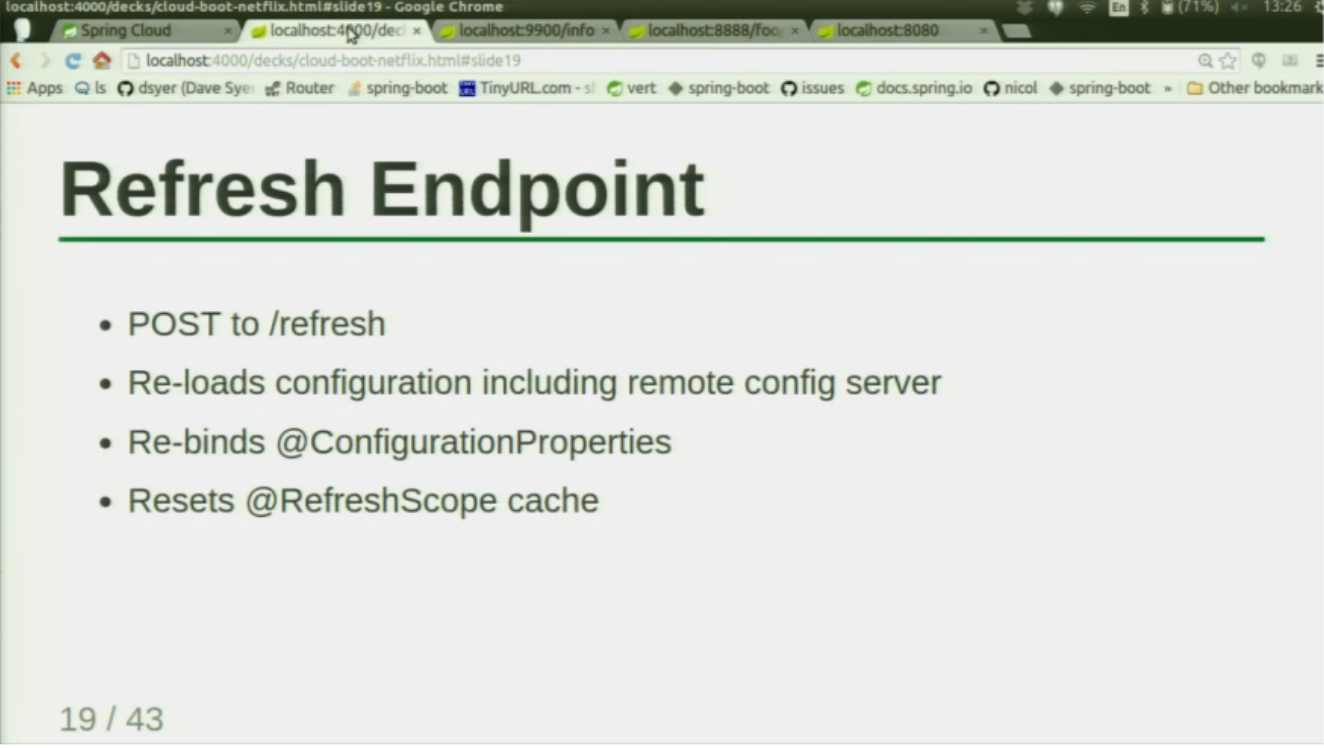 localhost:4000/decks/cloud-boot-netflix.html#slide19 - Google Chrome
En (71%) 13:26
Spring Cloud × localhost:4000/decl × localhost:9900/info × localhost:8888/foo, × localhost:8080 ×
localhost:4000/decks/cloud-boot-netflix.html#slide19
Apps ls dsyer (Dave Sye Router spring-boot TinyURL.com - s vert spring-boot issues docs.spring.io nicol spring-boot » Other bookmark
Refresh Endpoint
• POST to /refresh
• Re-loads configuration including remote config server
• Re-binds @ConfigurationProperties
• Resets @RefreshScope cache
19 / 43